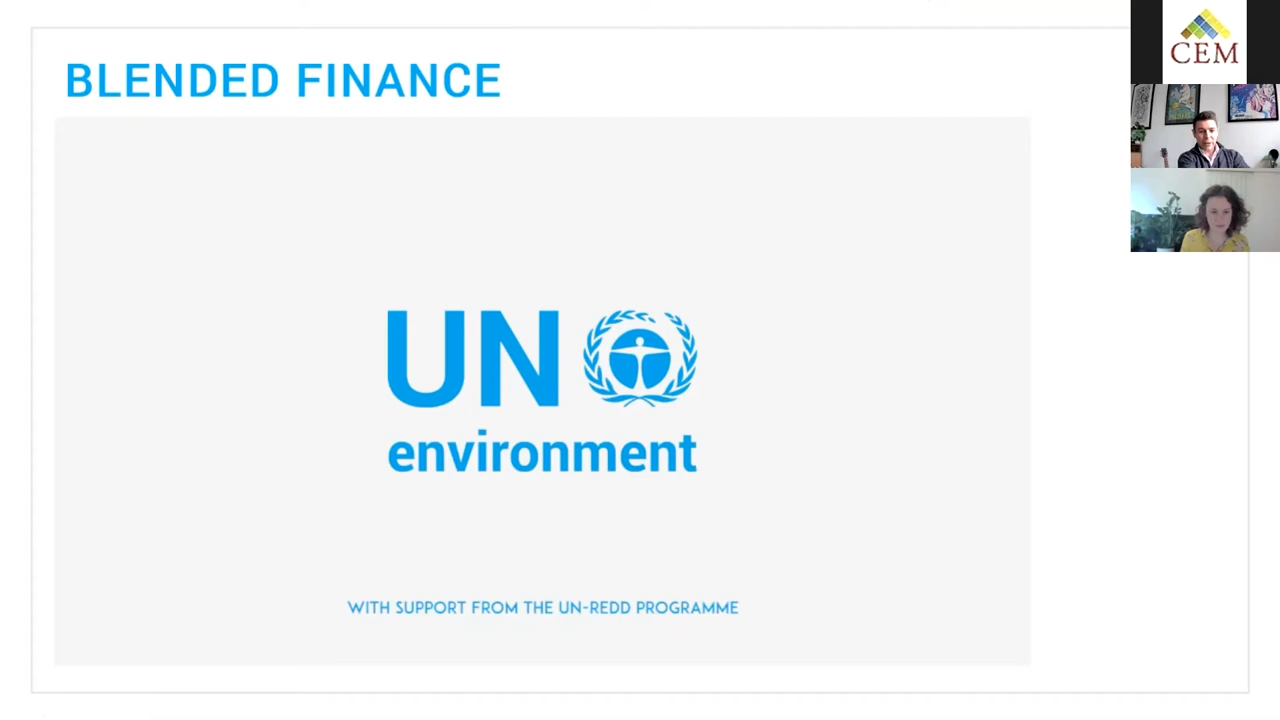 BLENDED FINANCE
CEM
UN
environment
WITH SUPPORT FROM THE UN-REDD PROGRAMME